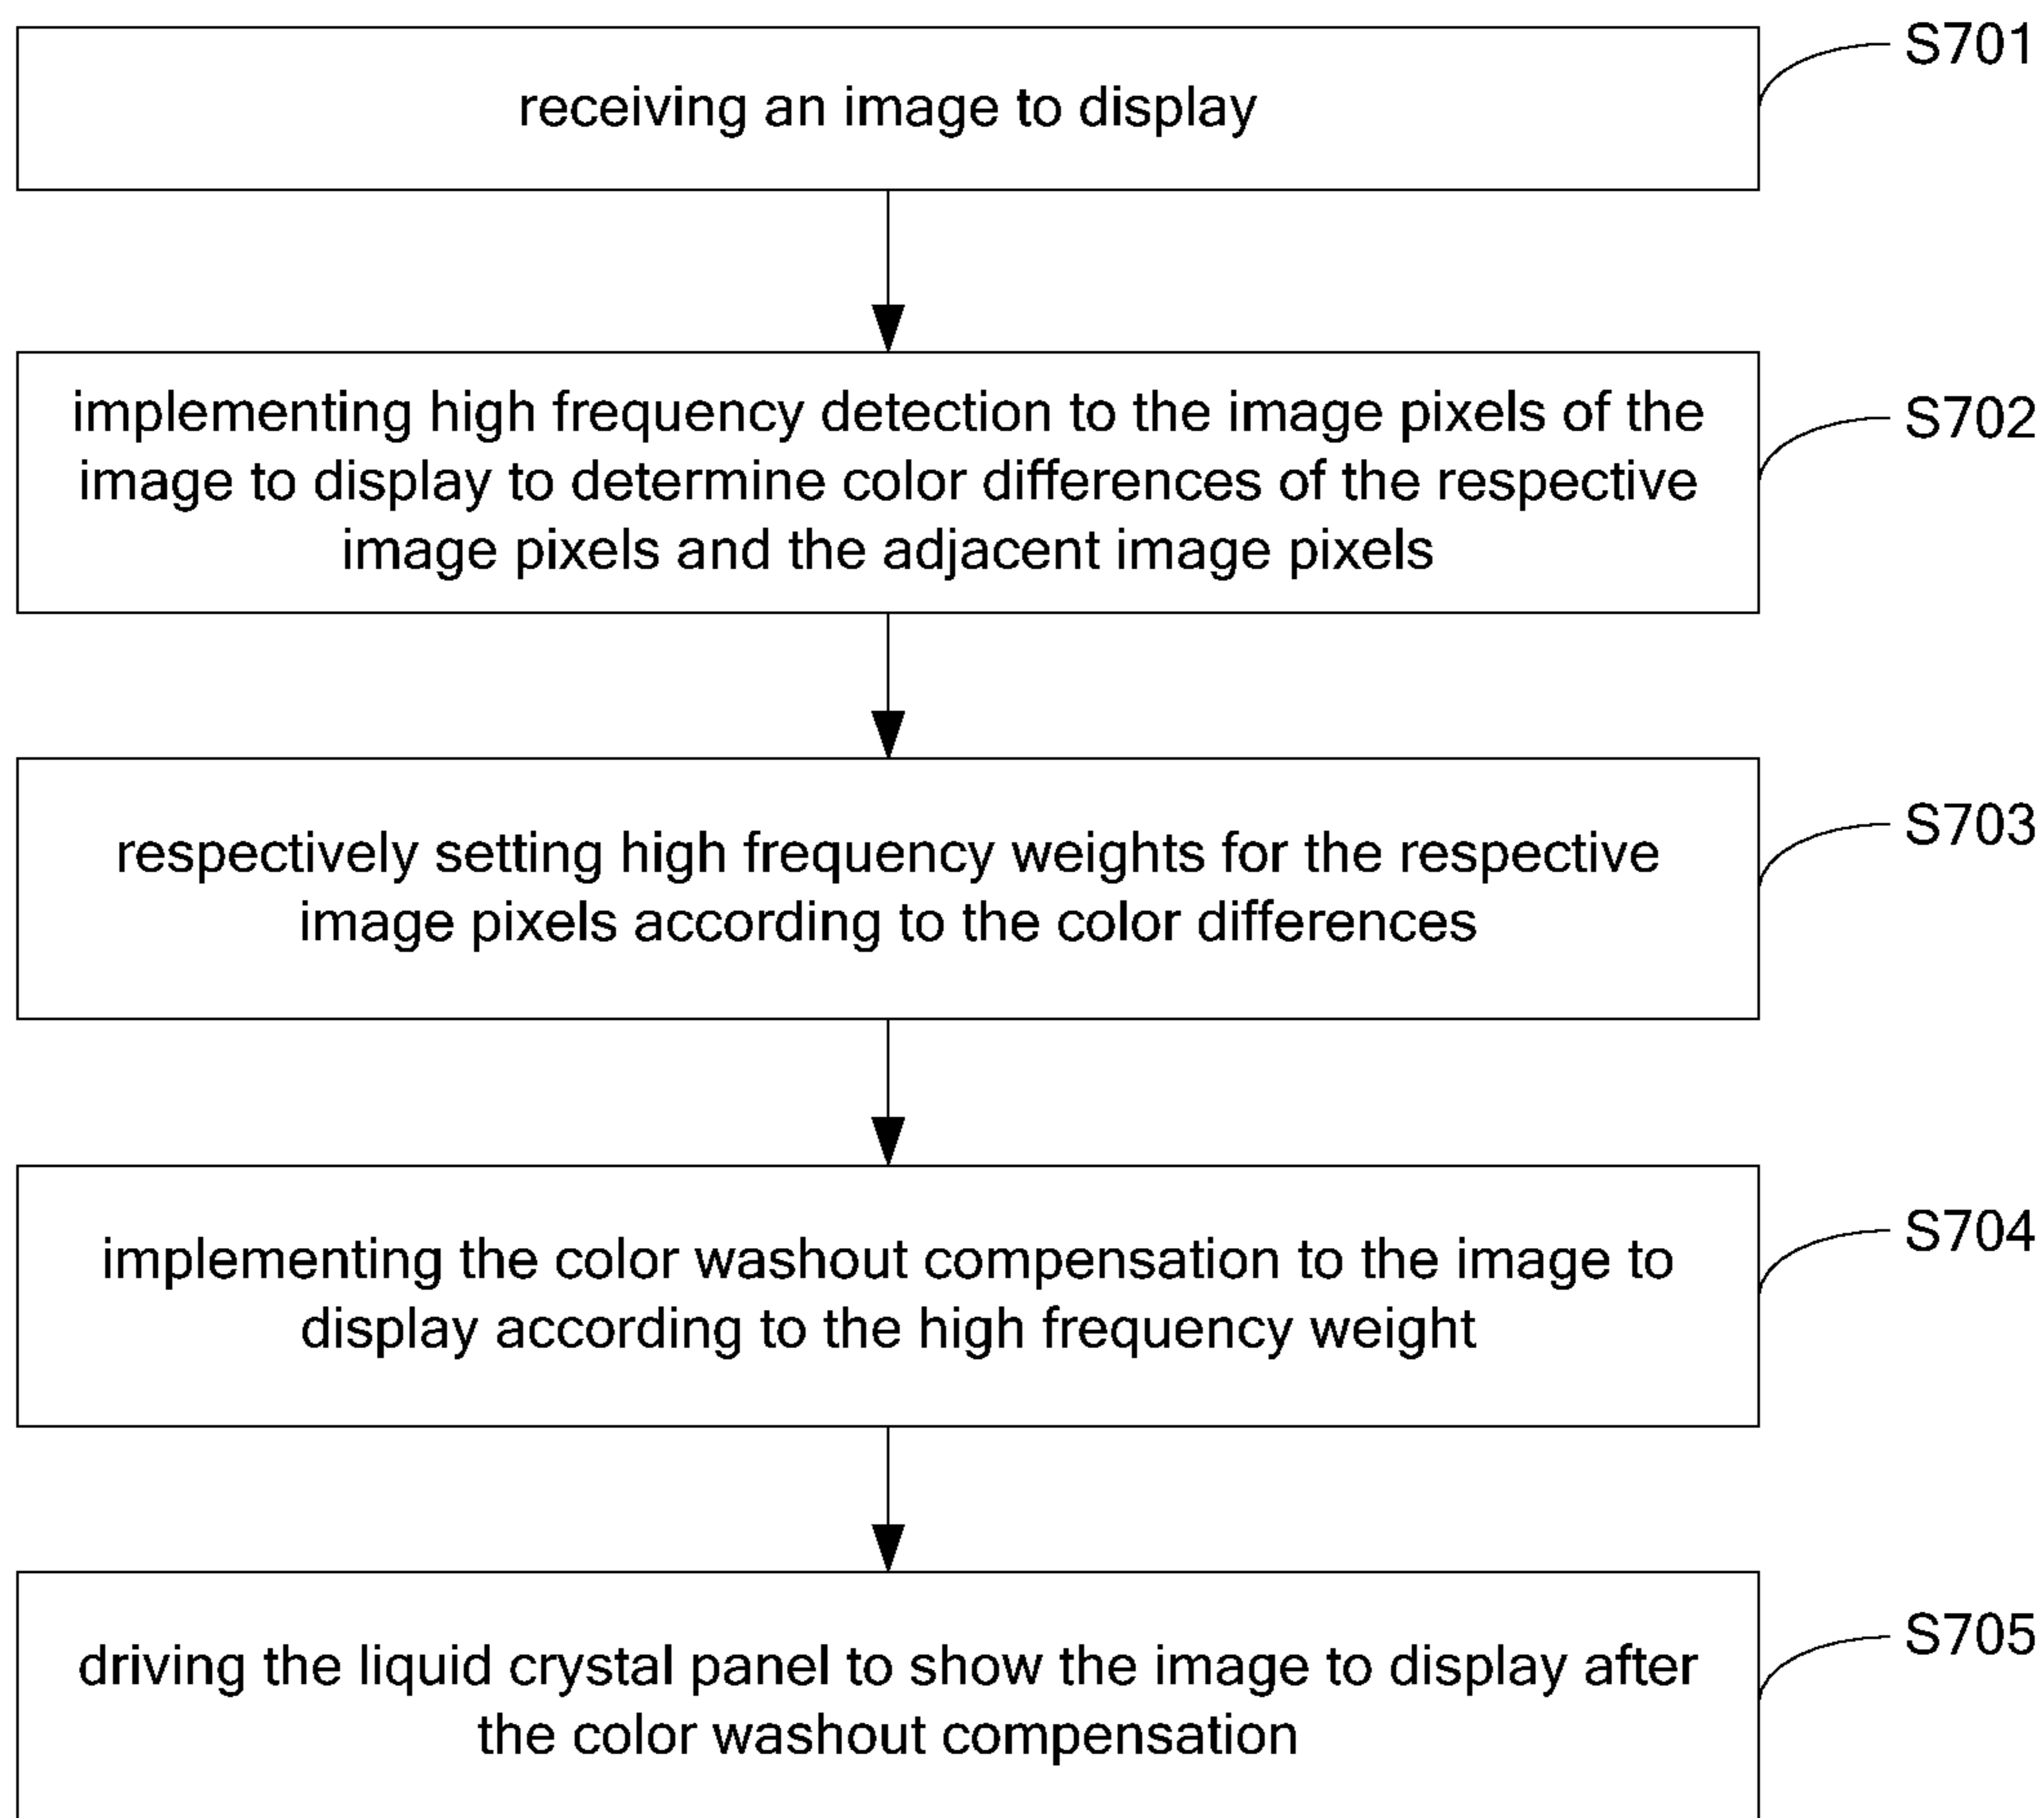 receiving an image to display
S701
implementing high frequency detection to the image pixels of the
image to display to determine color differences of the respective
image pixels and the adjacent image pixels
S702
respectively setting high frequency weights for the respective
image pixels according to the color differences
S703
implementing the color washout compensation to the image to
display according to the high frequency weight
S704
driving the liquid crystal panel to show the image to display after
the color washout compensation
S705